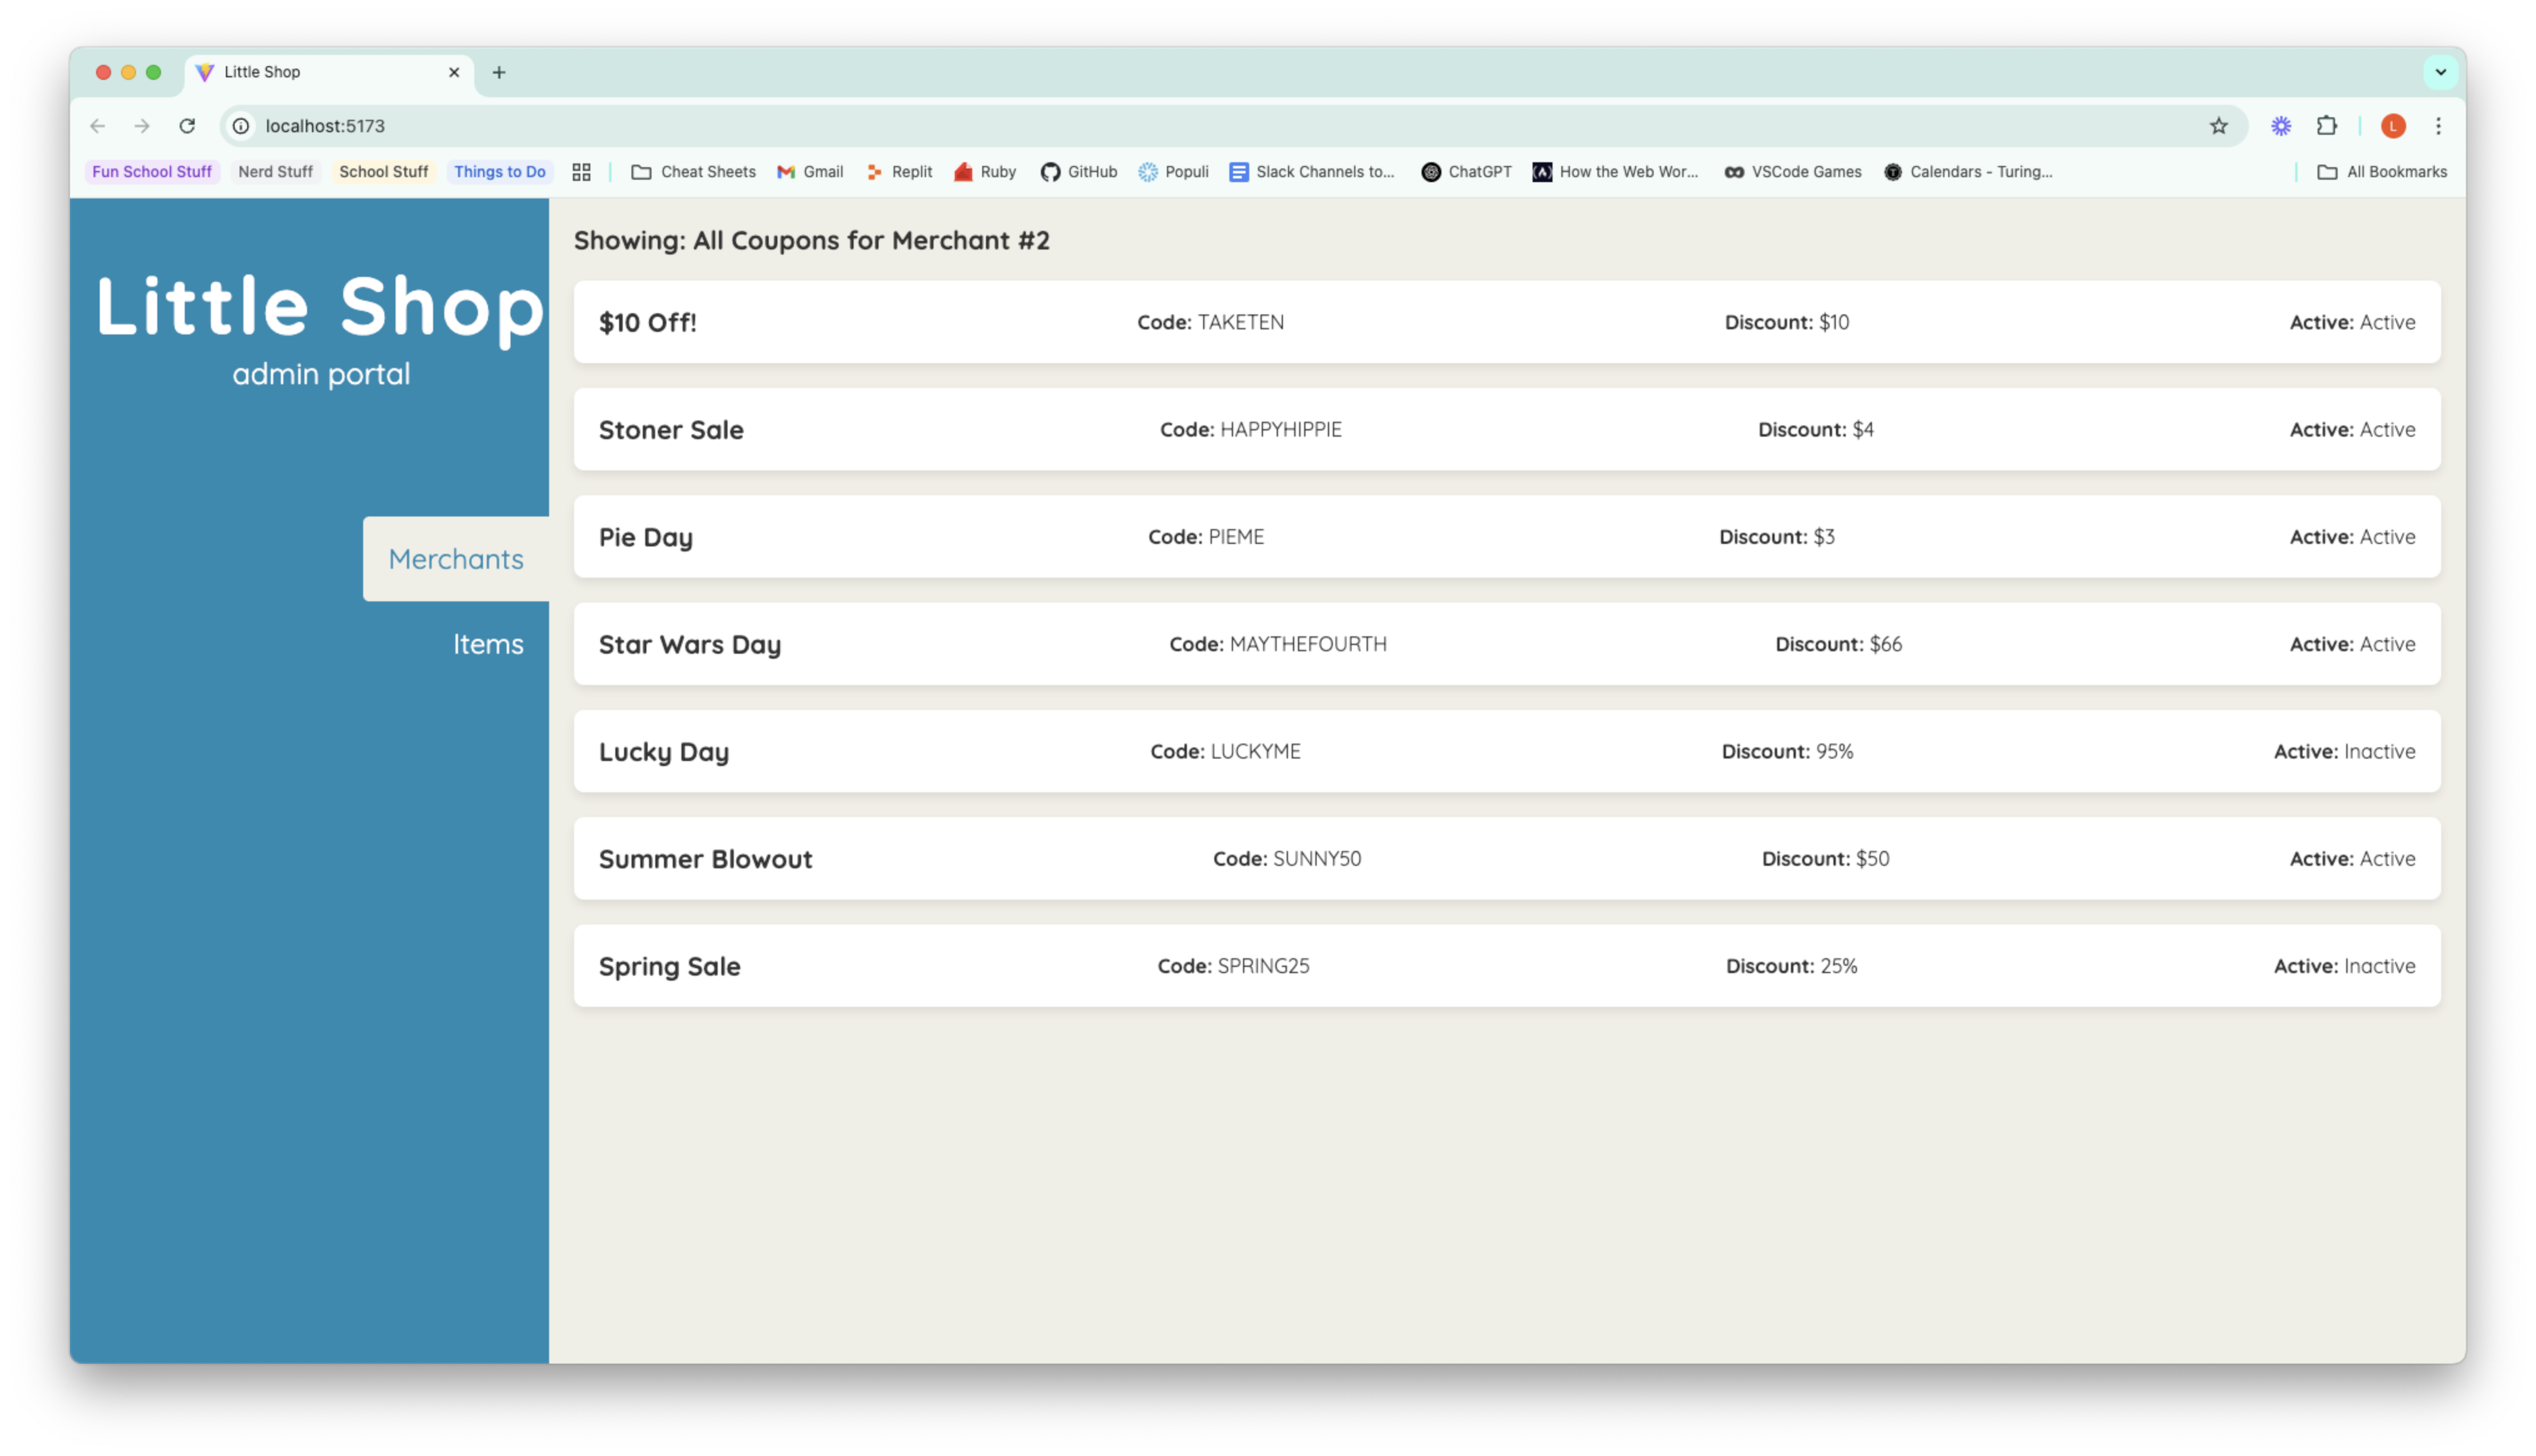 Little Shop
localhost:5173
Fun School Stuff Nerd Stuff School Stuff Things to Do Cheat Sheets Gmail Replit Ruby GitHub Populi Slack Channels to... ChatGPT How the Web Wor... VSCode Games Calendars - Turing... All Bookmarks
Little Shop
admin portal
Merchants
Items
Showing: All Coupons for Merchant #2
$10 Off! Code: TAKETEN Discount: $10 Active: Active
Stoner Sale Code: HAPPYHIPPIE Discount: $4 Active: Active
Pie Day Code: PIEME Discount: $3 Active: Active
Star Wars Day Code: MAYTHEFOURTH Discount: $66 Active: Active
Lucky Day Code: LUCKYME Discount: 95% Active: Inactive
Summer Blowout Code: SUNNY50 Discount: $50 Active: Active
Spring Sale Code: SPRING25 Discount: 25% Active: Inactive
L